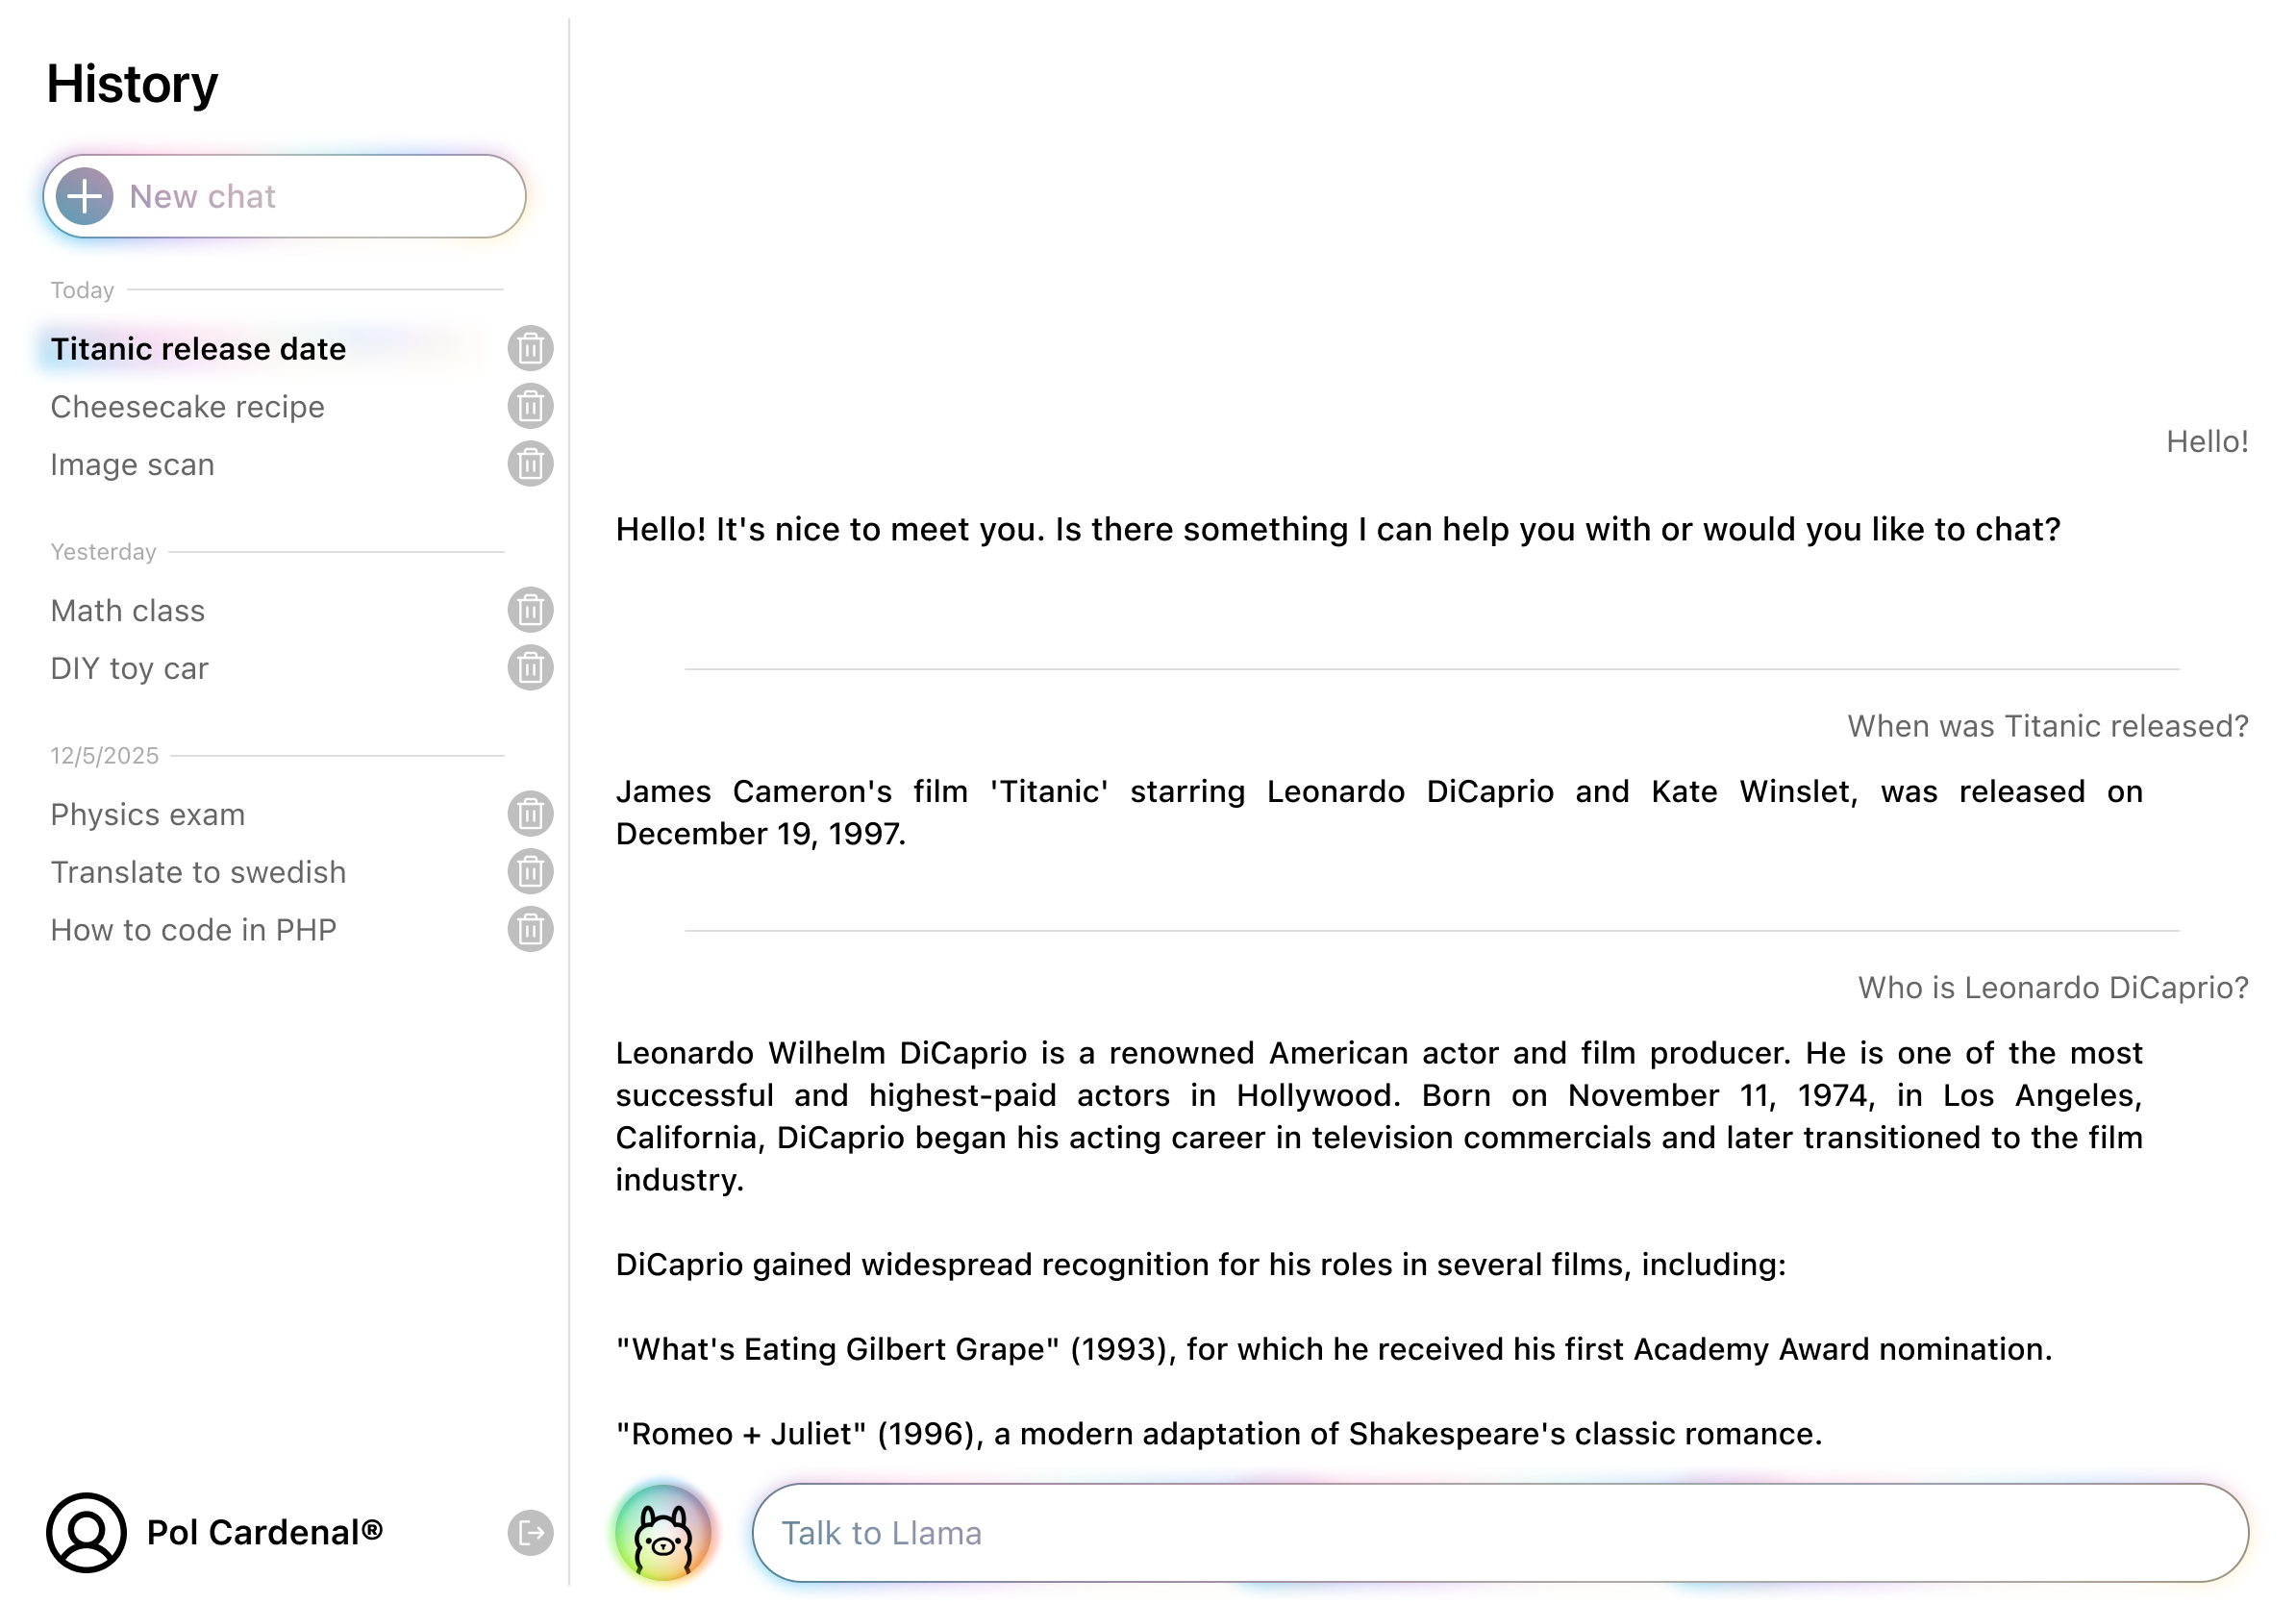 History
New chat
Today
Titanic release date
Cheesecake recipe
Image scan
Yesterday
Math class
DIY toy car
12/5/2025
Physics exam
Translate to swedish
How to code in PHP
Pol Cardenal®
Hello!
Hello! It's nice to meet you. Is there something I can help you with or would you like to chat?
When was Titanic released?
James Cameron's film 'Titanic' starring Leonardo DiCaprio and Kate Winslet, was released on
December 19, 1997.
Who is Leonardo DiCaprio?
Leonardo Wilhelm DiCaprio is a renowned American actor and film producer. He is one of the most
successful and highest-paid actors in Hollywood. Born on November 11, 1974, in Los Angeles,
California, DiCaprio began his acting career in television commercials and later transitioned to the film
industry.
DiCaprio gained widespread recognition for his roles in several films, including:
"What's Eating Gilbert Grape" (1993), for which he received his first Academy Award nomination.
"Romeo + Juliet" (1996), a modern adaptation of Shakespeare's classic romance.
Talk to Llama